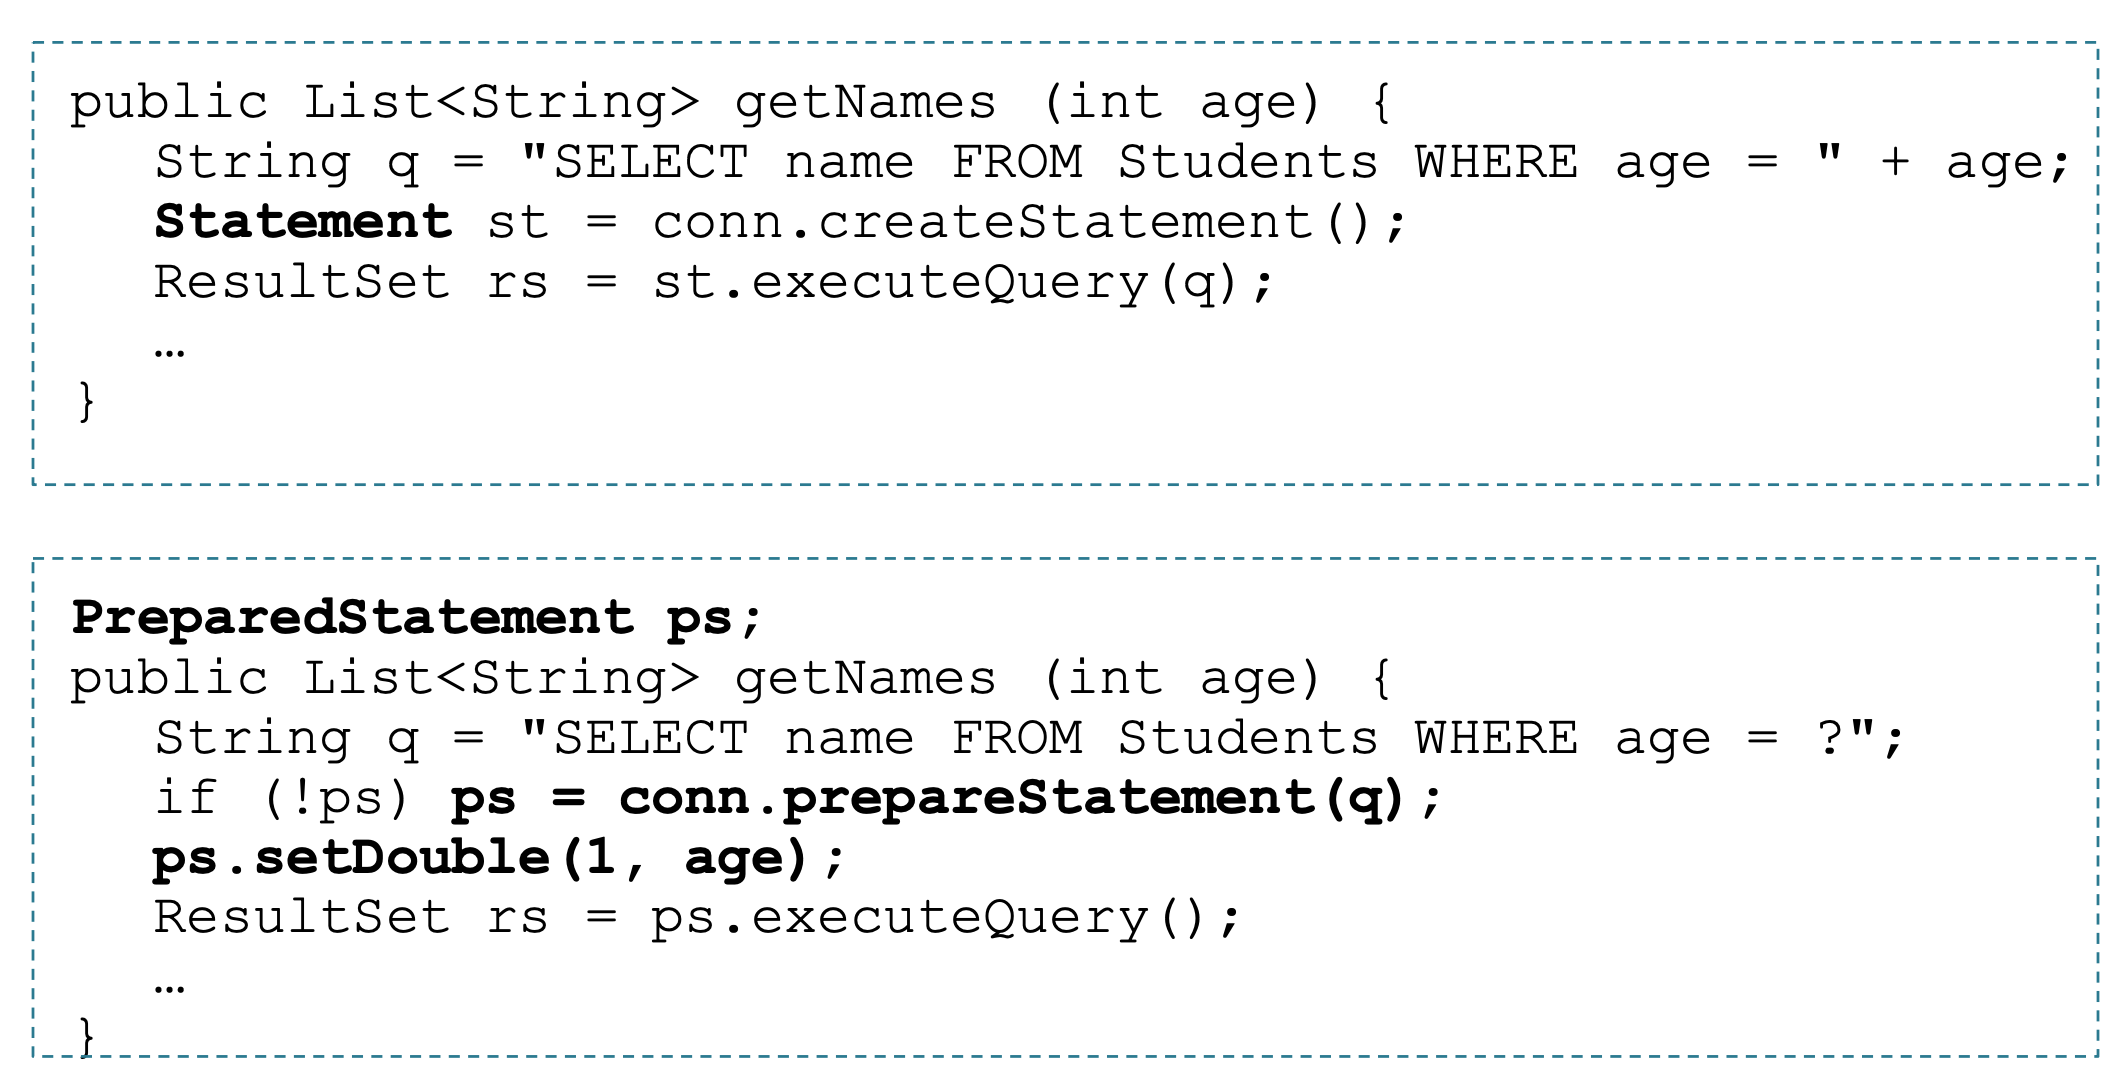 public List<String> getNames (int age) {
String q = "SELECT name FROM Students WHERE age = " + age;
Statement st = conn.createStatement();
ResultSet rs = st.executeQuery(q);
…
}
PreparedStatement ps;
public List<String> getNames (int age) {
String q = "SELECT name FROM Students WHERE age = ?";
if (!ps) ps = conn.prepareStatement(q);
ps.setDouble(1, age);
ResultSet rs = ps.executeQuery();
…
}